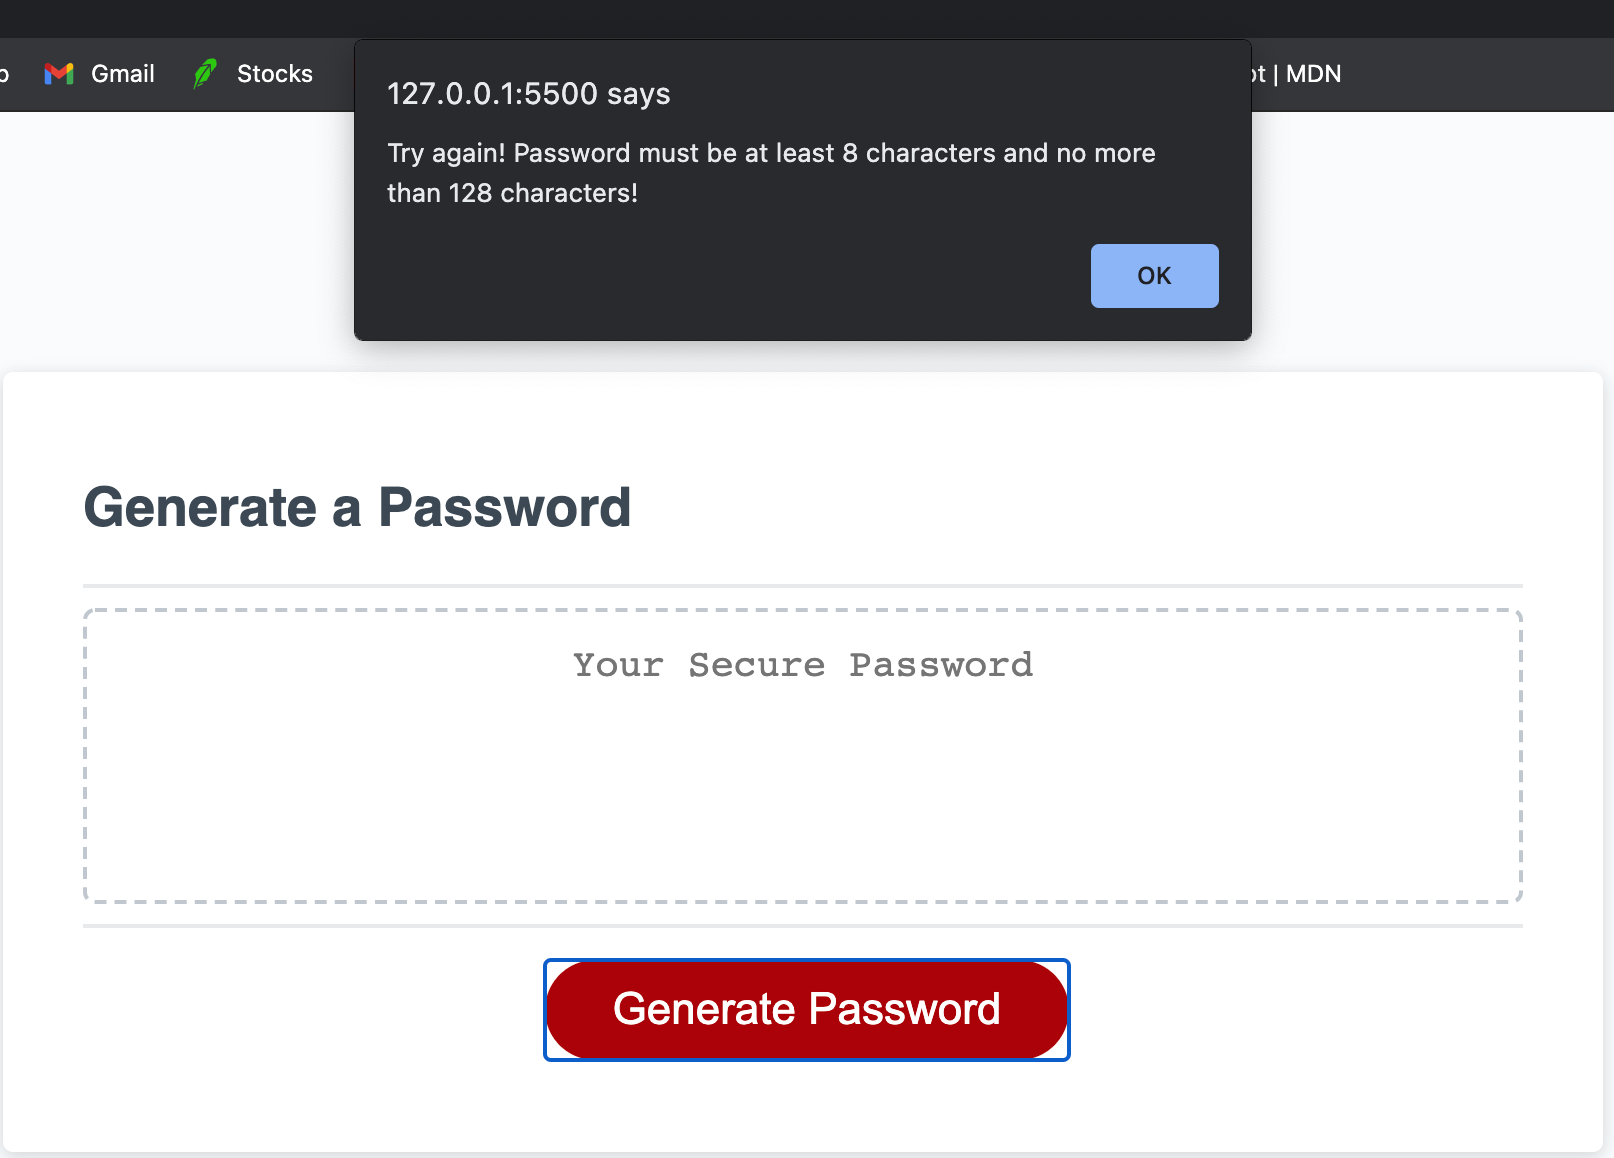 Gmail
Stocks
| MDN
127.0.0.1:5500 says
Try again! Password must be at least 8 characters and no more
than 128 characters!
OK
Generate a Password
Your Secure Password
Generate Password